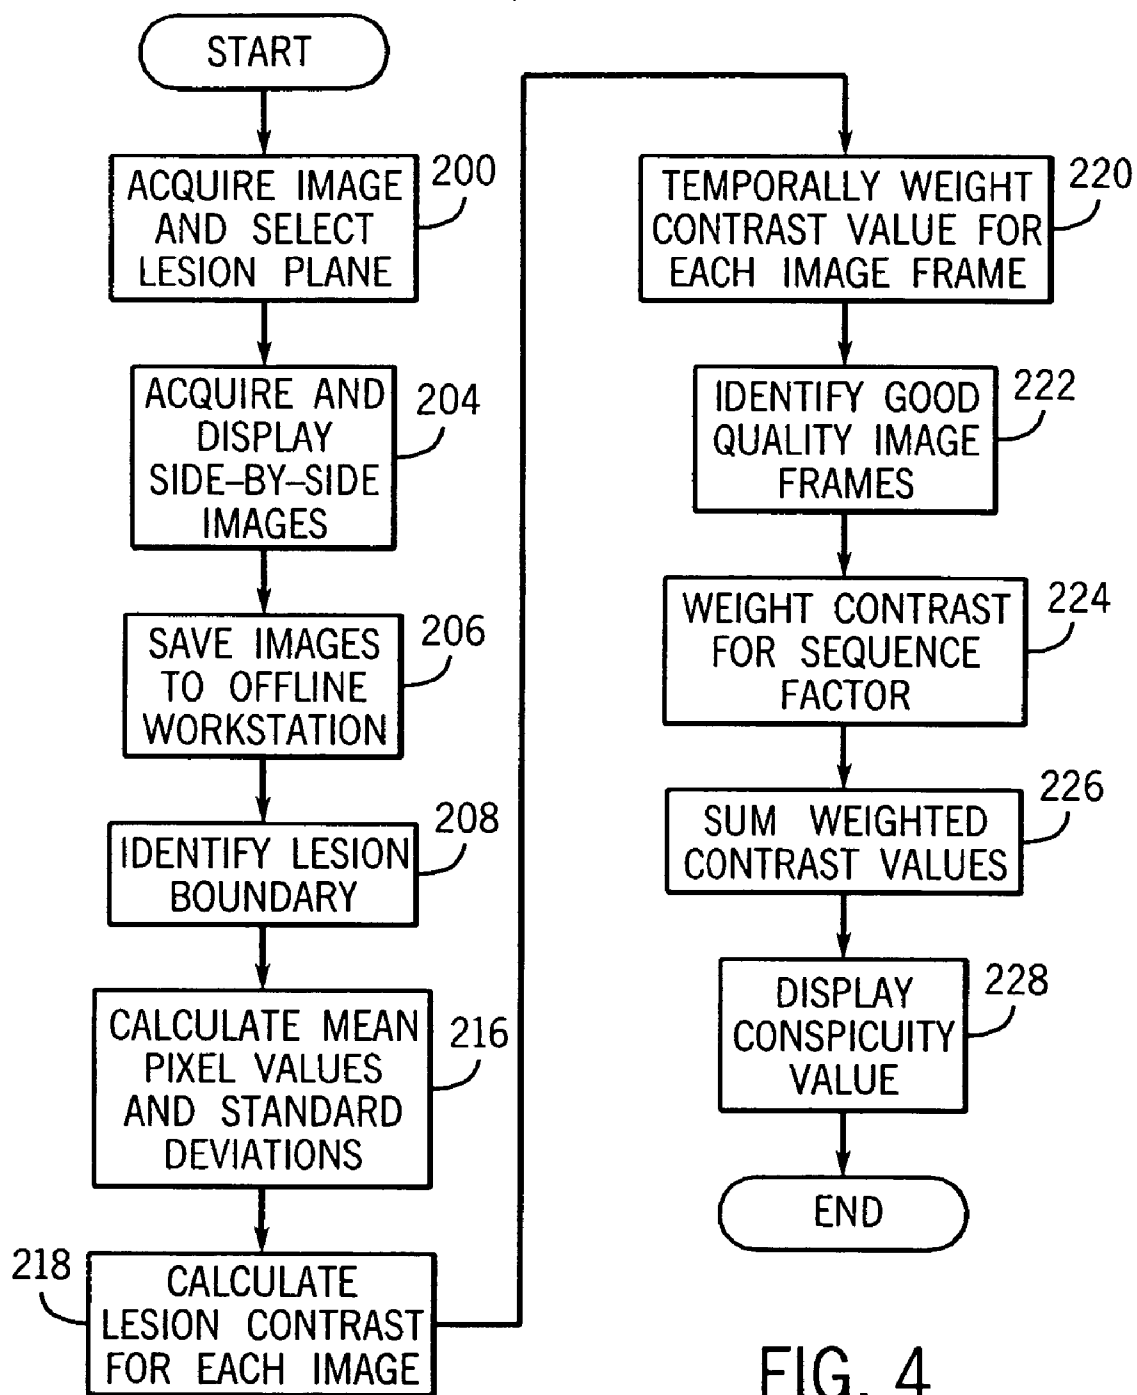 START
ACQUIRE IMAGE
AND SELECT
LESION PLANE
200
ACQUIRE AND
DISPLAY
SIDE–BY–SIDE
IMAGES
204
SAVE IMAGES
TO OFFLINE
WORKSTATION
206
IDENTIFY LESION
BOUNDARY
208
CALCULATE MEAN
PIXEL VALUES
AND STANDARD
DEVIATIONS
216
CALCULATE
LESION CONTRAST
FOR EACH IMAGE
218
TEMPORALLY WEIGHT
CONTRAST VALUE FOR
EACH IMAGE FRAME
220
IDENTIFY GOOD
QUALITY IMAGE
FRAMES
222
WEIGHT CONTRAST
FOR SEQUENCE
FACTOR
224
SUM WEIGHTED
CONTRAST VALUES
226
DISPLAY
CONSPICUITY
VALUE
228
END
FIG. 4